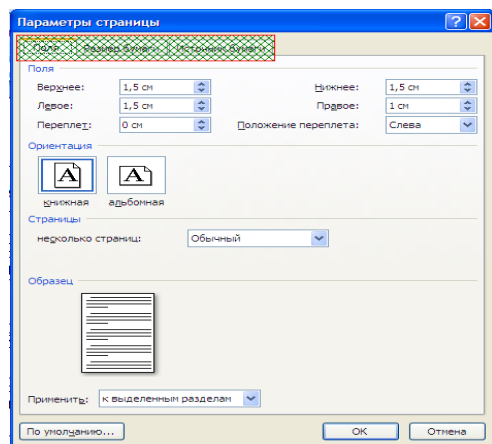 Параметры страницы
Поля Размер бумаги Источник бумаги
Поля
Верхнее: 1,5 см Нижнее: 1,5 см
Левое: 1,5 см Правое: 1 см
Переплет: 0 см Положение переплета: Слева
Ориентация
A A
книжная альбомная
Страницы
несколько страниц: Обычный
Образец
Применить: к выделенным разделам
По умолчанию... ОК Отмена